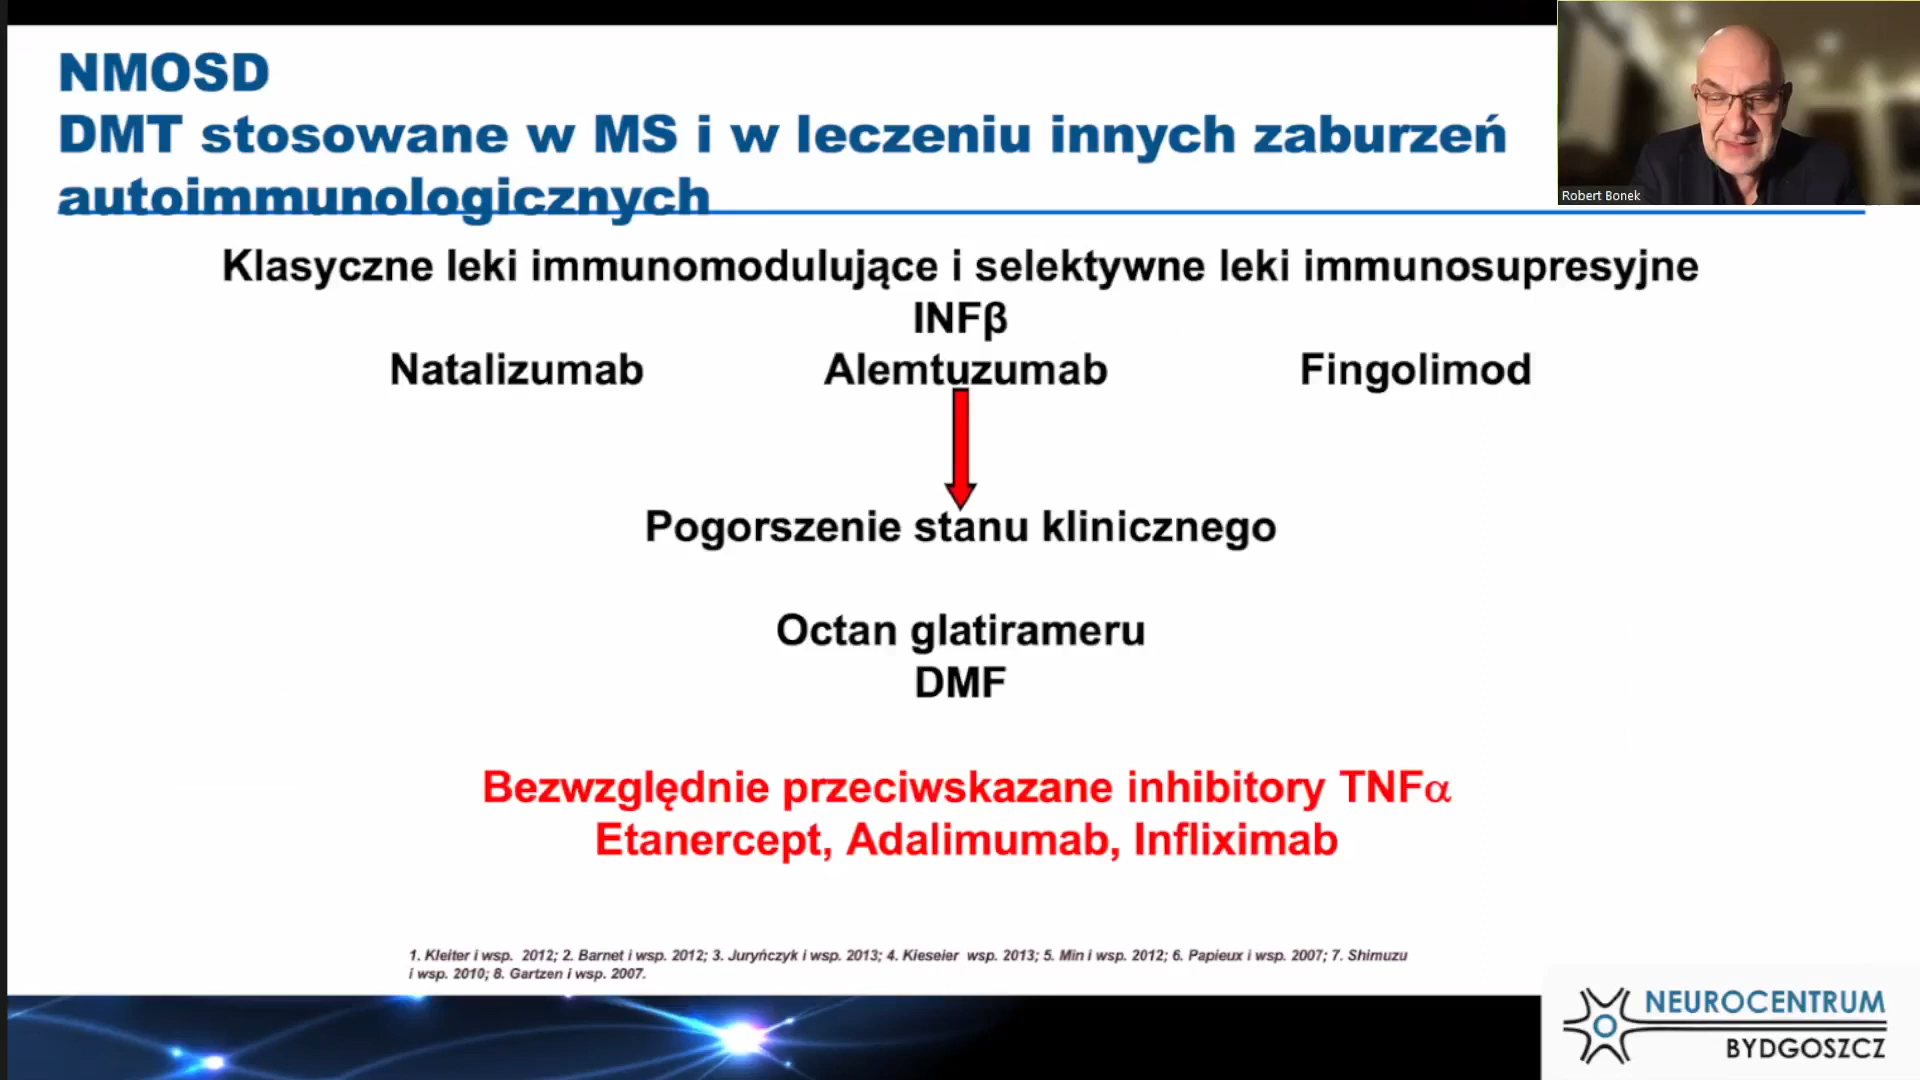 NMOSD
DMT stosowane w MS i w leczeniu innych zaburzeń
autoimmunologicznych
Robert Bonek
Klasyczne leki immunomodulujące i selektywne leki immunosupresyjne
INFβ
Natalizumab Alemtuzumab Fingolimod
Pogorszenie stanu klinicznego
Octan glatirameru
DMF
Bezwzględnie przeciwskazane inhibitory TNFα
Etanercept, Adalimumab, Infliximab
1. Kleiter i wsp. 2012; 2. Barnet i wsp. 2012; 3. Juryńczyk i wsp. 2013; 4. Kieseier wsp. 2013; 5. Min i wsp. 2012; 6. Papieux i wsp. 2007; 7. Shimuzu
i wsp. 2010; 8. Gartzen i wsp. 2007.
NEUROCENTRUM
BYDGOSZCZ